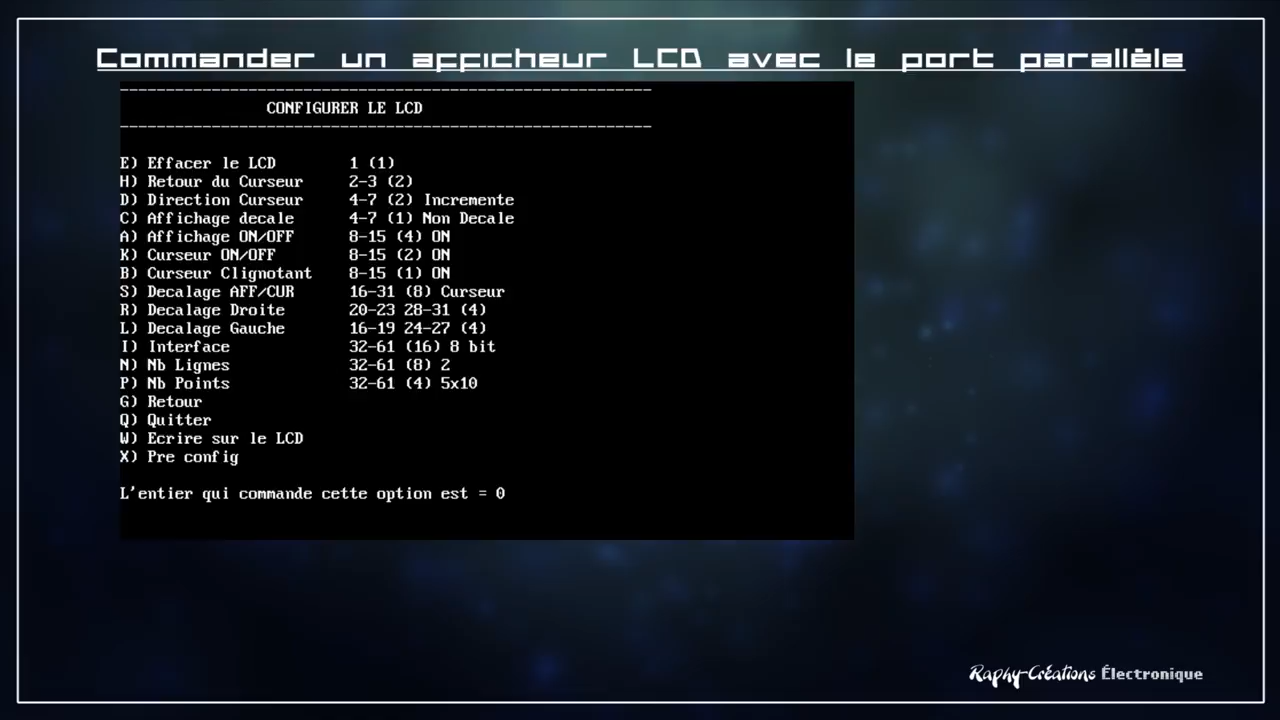 Commander un afficheur LCD avec le port parallèle
----------------------------------------------------------
CONFIGURER LE LCD
----------------------------------------------------------
E) Effacer le LCD 1 (1)
H) Retour du Curseur 2-3 (2)
D) Direction Curseur 4-7 (2) Incremente
C) Affichage decale 4-7 (1) Non Decale
A) Affichage ON/OFF 8-15 (4) ON
K) Curseur ON/OFF 8-15 (2) ON
B) Curseur Clignotant 8-15 (1) ON
S) Decalage AFF/CUR 16-31 (8) Curseur
R) Decalage Droite 20-23 28-31 (4)
L) Decalage Gauche 16-19 24-27 (4)
I) Interface 32-61 (16) 8 bit
N) Nb Lignes 32-61 (8) 2
P) Nb Points 32-61 (4) 5x10
G) Retour
Q) Quitter
W) Ecrire sur le LCD
X) Pre config
L'entier qui commande cette option est = 0
Raphy-Créations Électronique